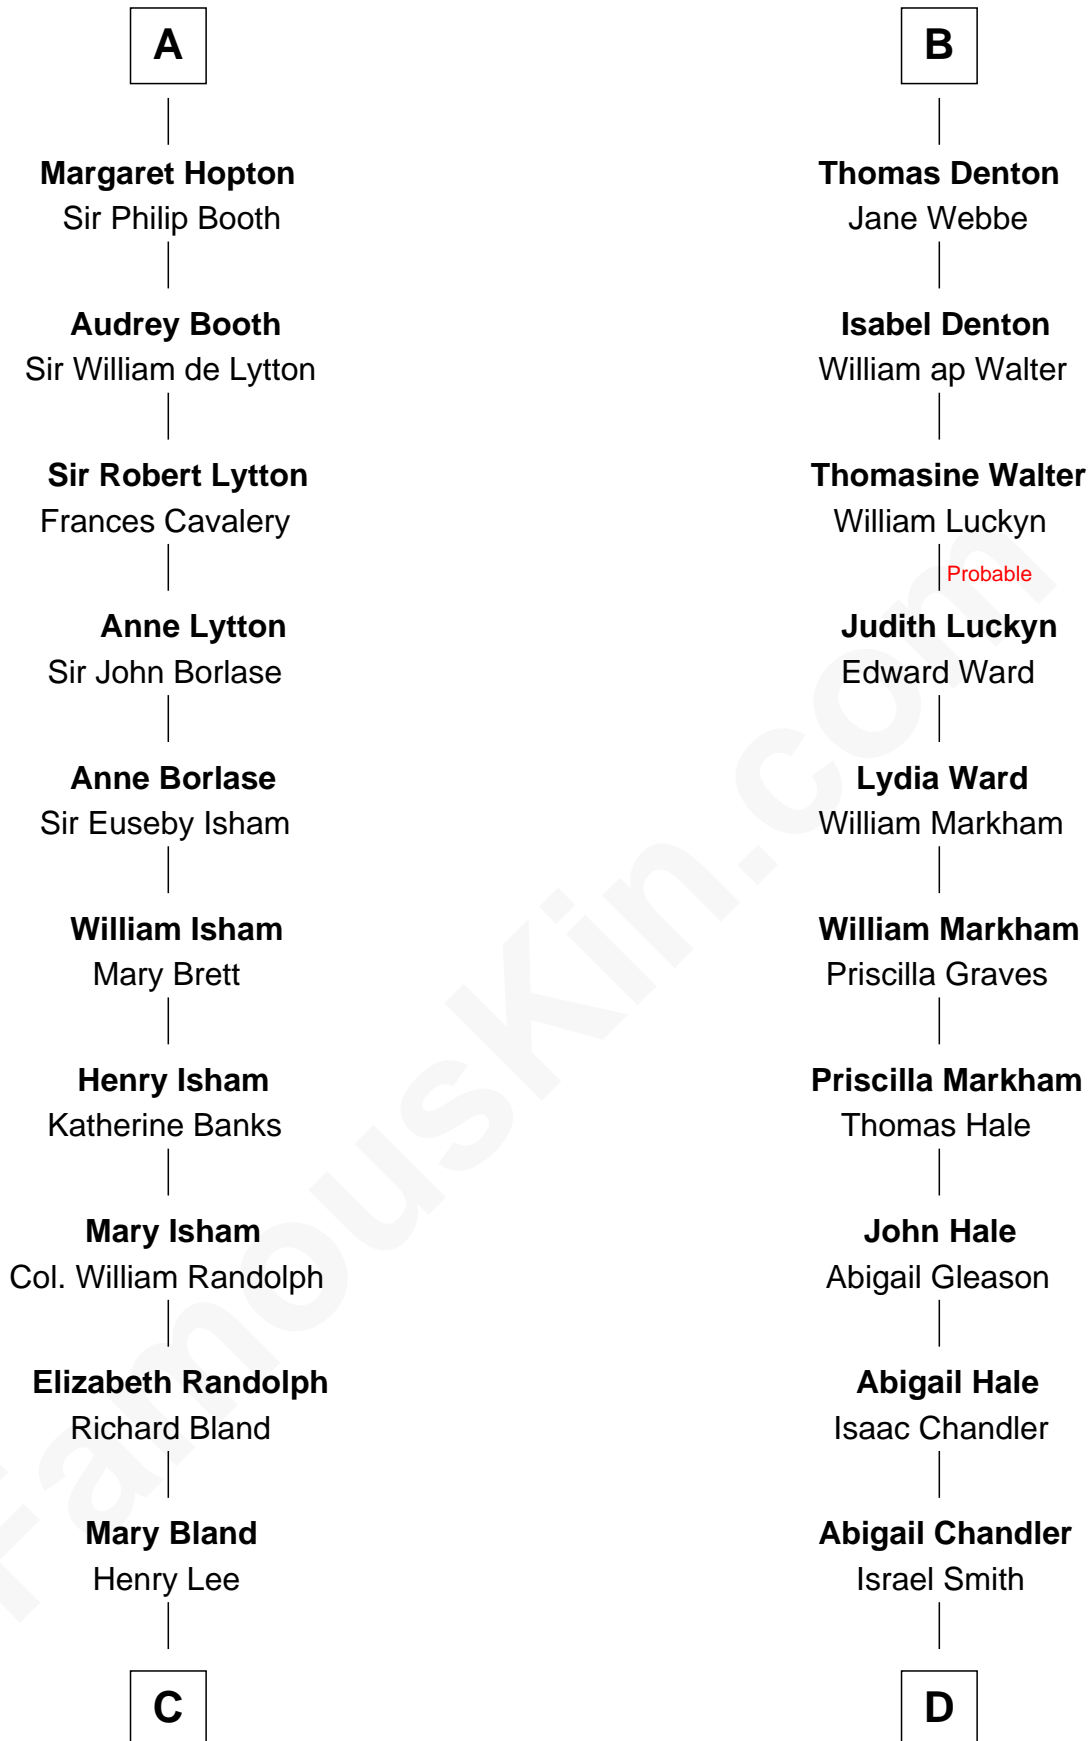 A
Margaret Hopton
Sir Philip Booth
Audrey Booth
Sir William de Lytton
Sir Robert Lytton
Frances Cavalery
Anne Lytton
Sir John Borlase
Anne Borlase
Sir Euseby Isham
William Isham
Mary Brett
Henry Isham
Katherine Banks
Mary Isham
Col. William Randolph
Elizabeth Randolph
Richard Bland
Mary Bland
Henry Lee
C
B
Thomas Denton
Jane Webbe
Isabel Denton
William ap Walter
Thomasine Walter
William Luckyn
Probable
Judith Luckyn
Edward Ward
Lydia Ward
William Markham
William Markham
Priscilla Graves
Priscilla Markham
Thomas Hale
John Hale
Abigail Gleason
Abigail Hale
Isaac Chandler
Abigail Chandler
Israel Smith
D
FamousKin.com